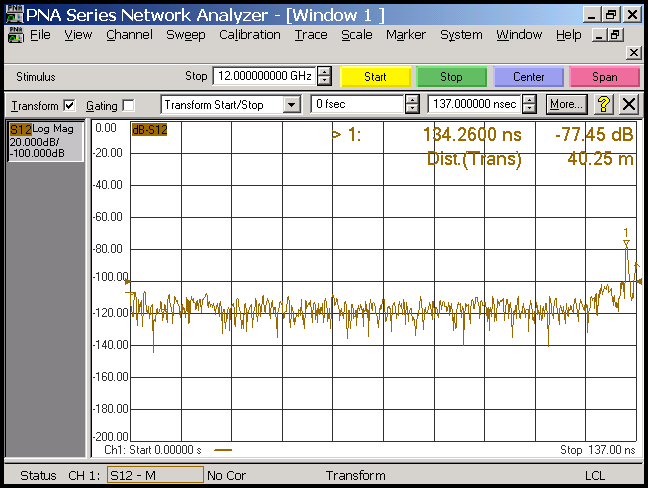 PNA Series Network Analyzer - [Window 1 ]
File View Channel Sweep Calibration Trace Scale Marker System Window Help
Stimulus Stop 12.000000000 GHz Start Stop Center Span
Transform Gating Transform Start/Stop 0 fsec 137.000000 nsec More... ?
S12 Log Mag
20.000dB/
-100.000dB
dB-S12
> 1: 134.2600 ns -77.45 dB
Dist.(Trans) 40.25 m
0.00
-20.00
-40.00
-60.00
-80.00
-100.00
-120.00
-140.00
-160.00
-180.00
-200.00
1
Ch1: Start 0.00000 s
Stop 137.00 ns
Status CH 1: S12 - M No Cor Transform LCL